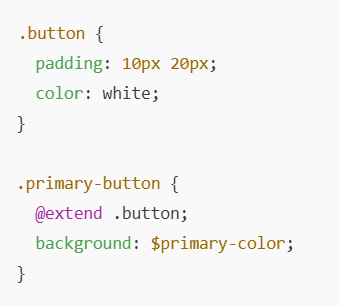 .button {
  padding: 10px 20px;
  color: white;
}

.primary-button {
  @extend .button;
  background: $primary-color;
}